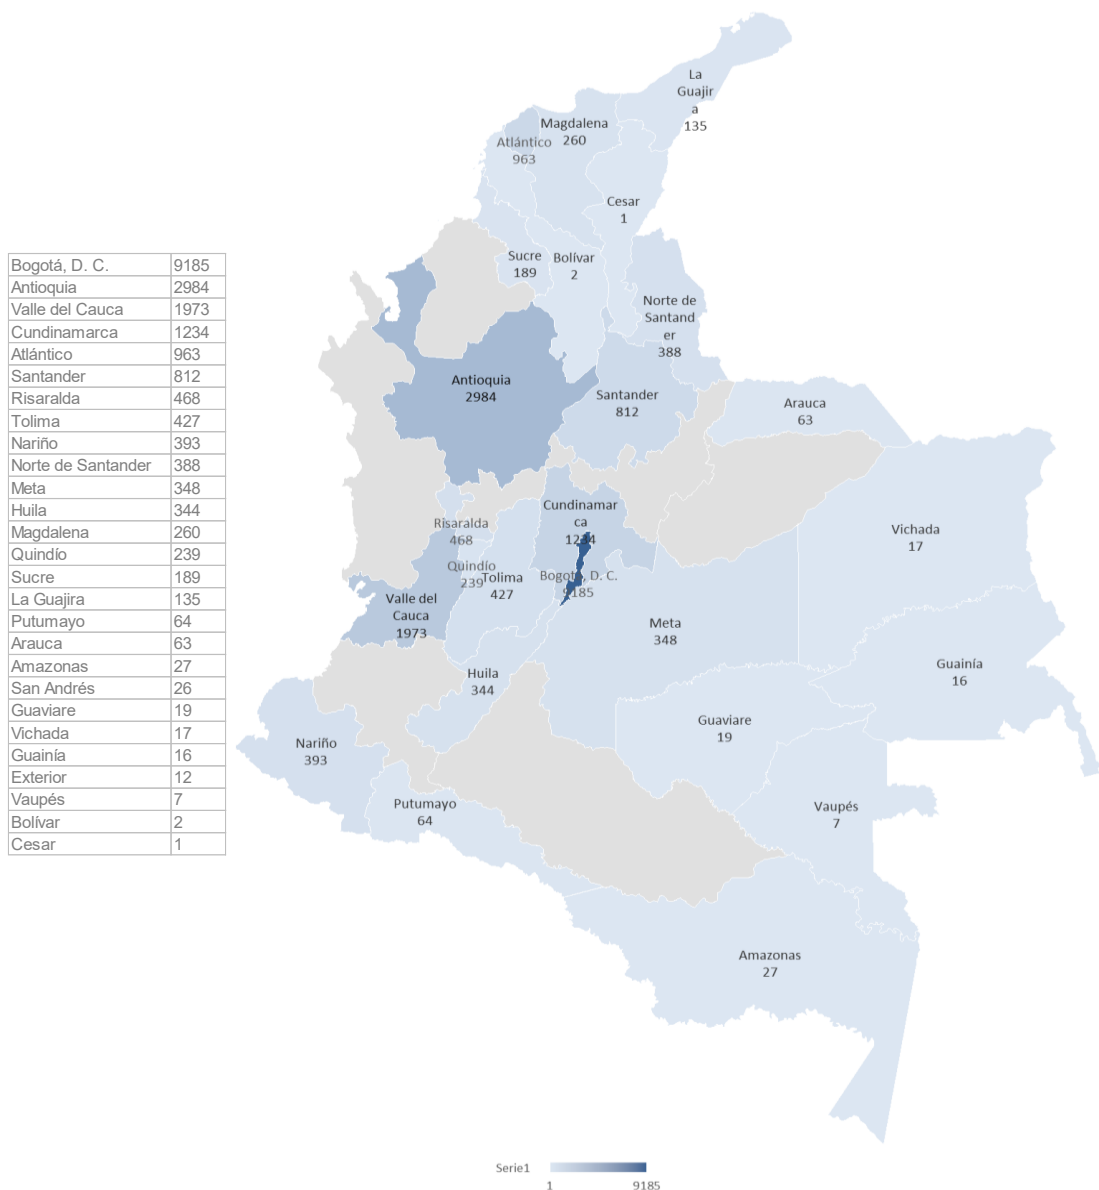 Bogotá, D. C. 9185
Antioquia 2984
Valle del Cauca 1973
Cundinamarca 1234
Atlántico 963
Santander 812
Risaralda 468
Tolima 427
Nariño 393
Norte de Santander 388
Meta 348
Huila 344
Magdalena 260
Quindío 239
Sucre 189
La Guajira 135
Putumayo 64
Arauca 63
Amazonas 27
San Andrés 26
Guaviare 19
Vichada 17
Guainía 16
Exterior 12
Vaupés 7
Bolívar 2
Cesar 1
La
Guajir
a
135
Magdalena
260
Atlántico
963
Cesar
1
Sucre
189
Bolívar
2
Norte de
Santand
er
388
Antioquia
2984
Santander
812
Arauca
63
Cundinamar
ca
1234
Risaralda
468
Vichada
17
Quindío
239
Tolima
427
Bogotá, D. C.
9185
Valle del
Cauca
1973
Meta
348
Huila
344
Guainía
16
Guaviare
19
Nariño
393
Putumayo
64
Vaupés
7
Amazonas
27
Serie1
1 9185